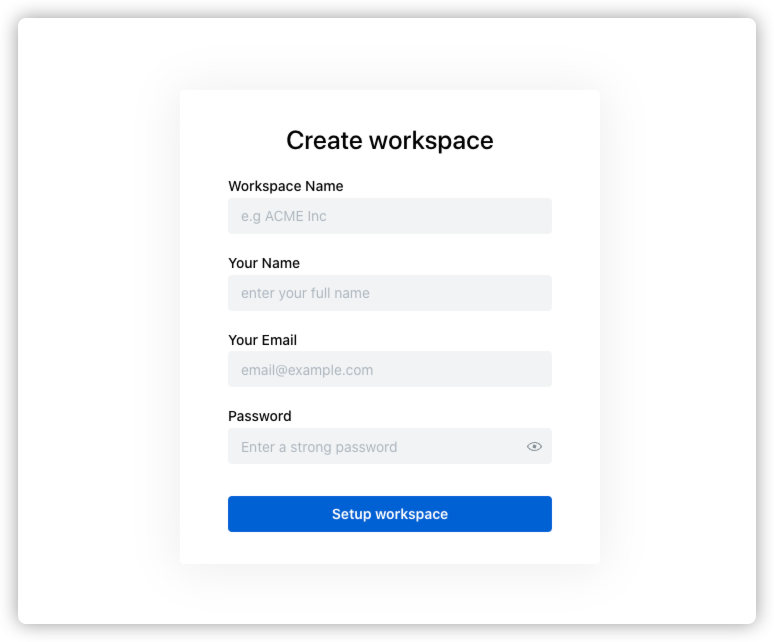 Create workspace
Workspace Name
e.g ACME Inc
Your Name
enter your full name
Your Email
email@example.com
Password
Enter a strong password
Setup workspace